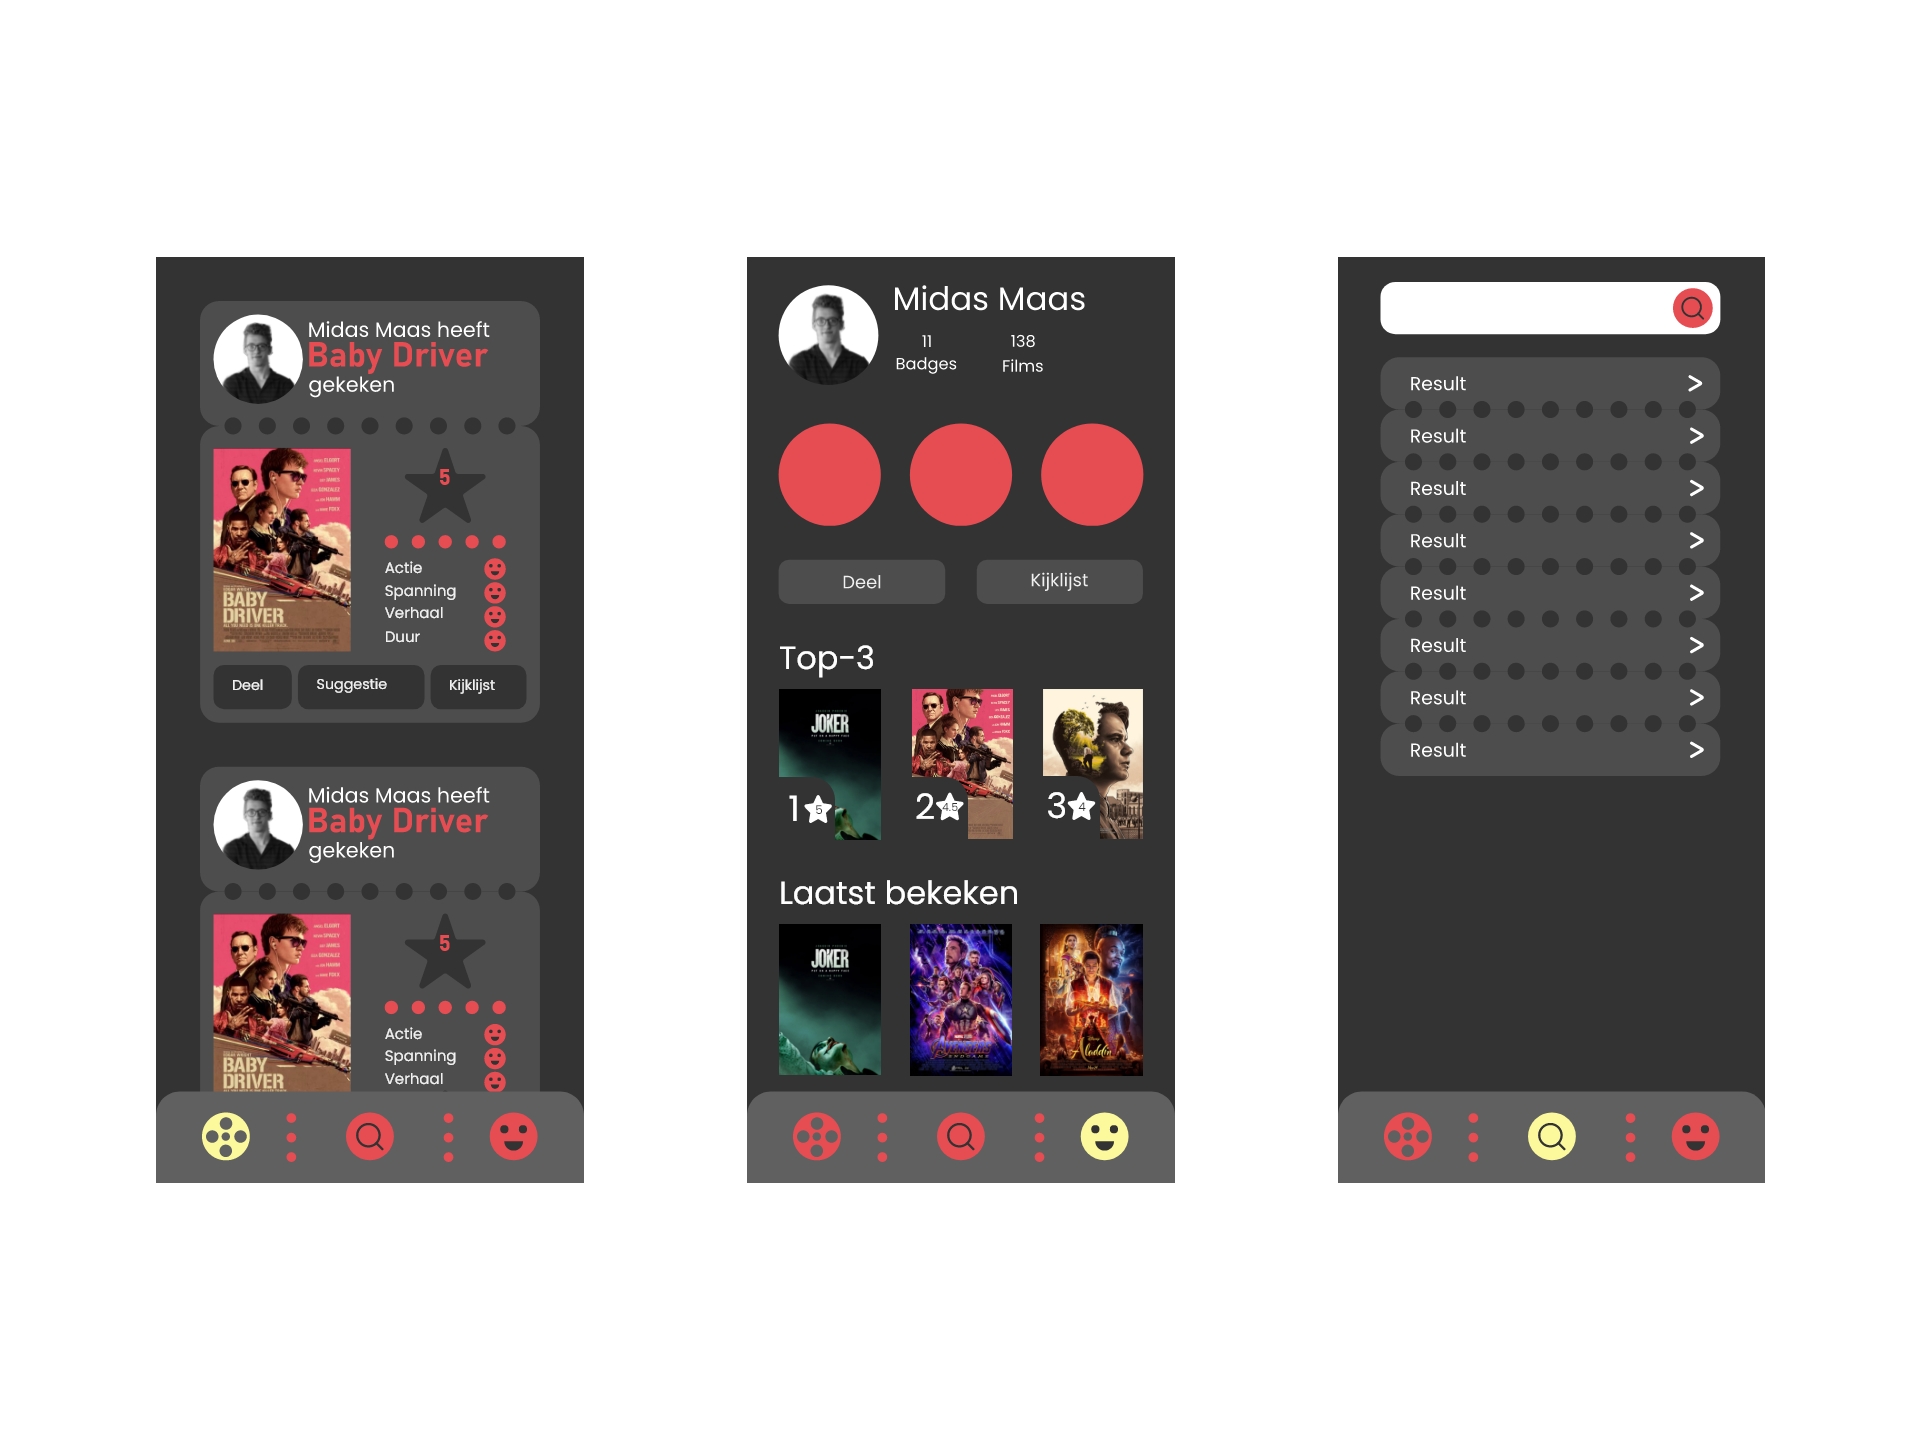 Midas Maas heeft
Baby Driver
gekeken
5
BABY
DRIVER
Actie
Spanning
Verhaal
Duur
Deel
Suggestie
Kijklijst
Midas Maas heeft
Baby Driver
gekeken
5
BABY
DRIVER
Actie
Spanning
Verhaal
Midas Maas
11
Badges
138
Films
Deel
Kijklijst
Top-3
JOKER
1 5
2 4.5
3 4
Laatst bekeken
JOKER
AVENGERS
ENDGAME
Aladdin
Result >
Result >
Result >
Result >
Result >
Result >
Result >
Result >